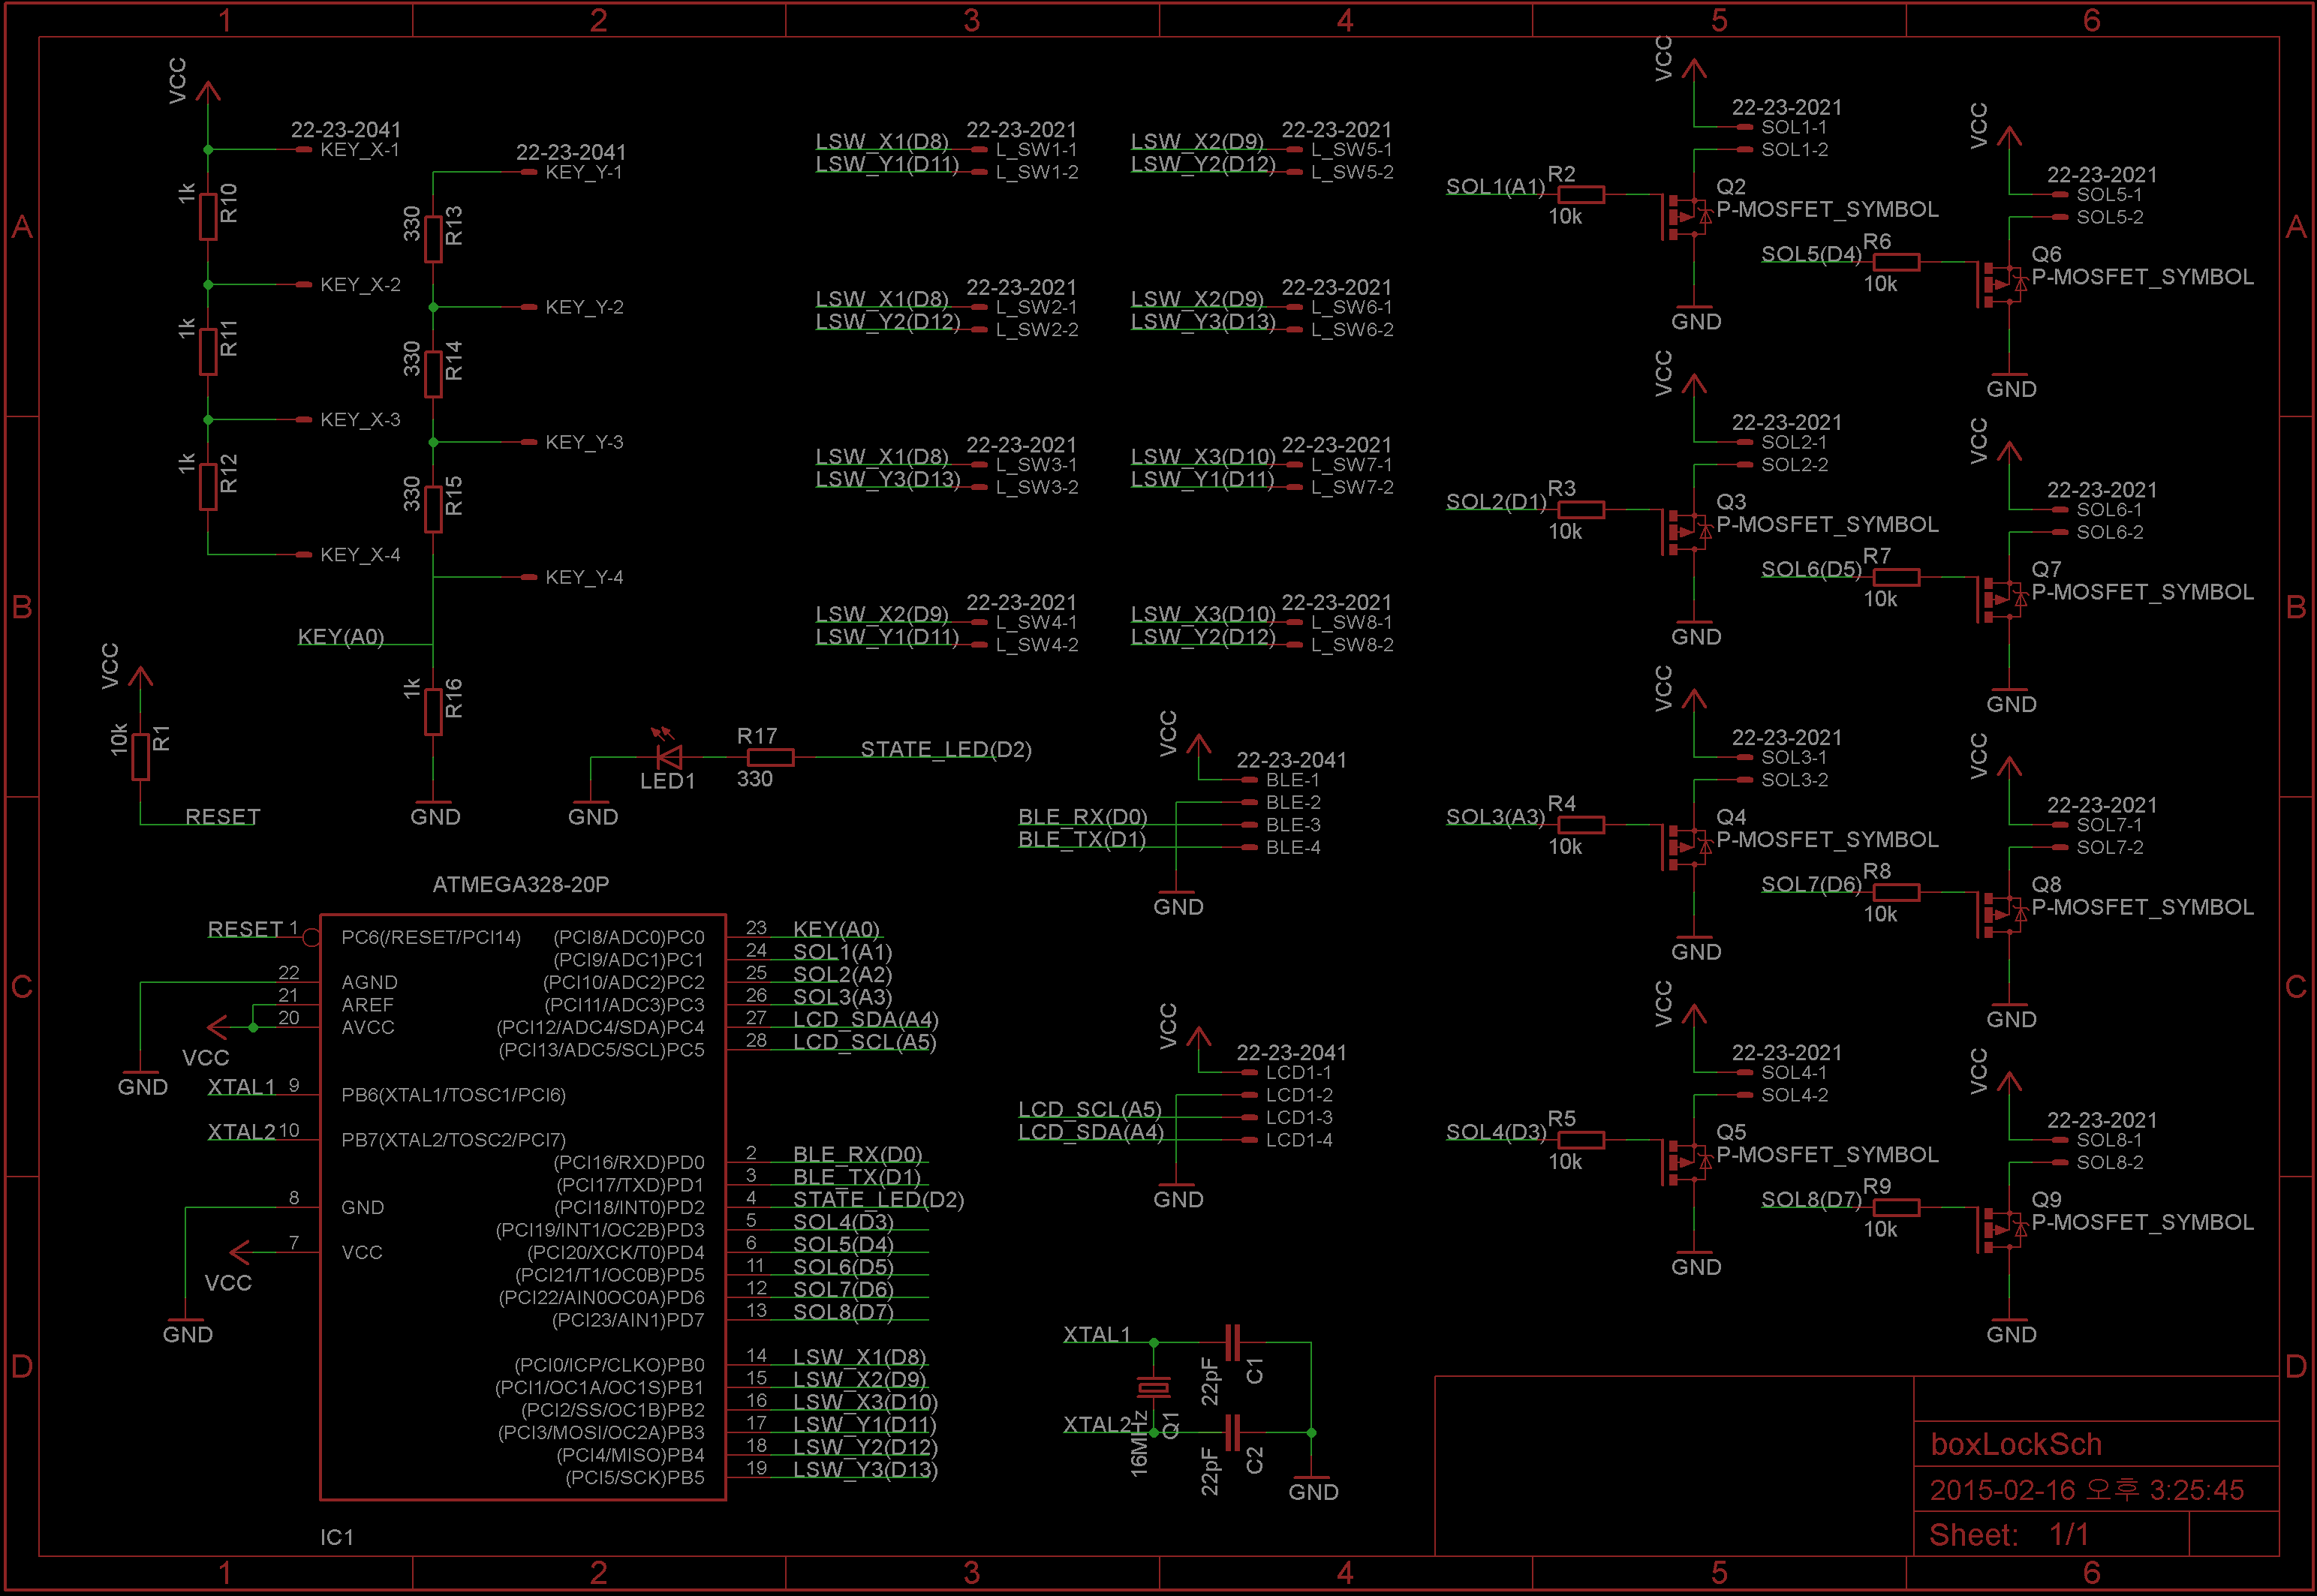 1 2 3 4 5 6
A
B
C
D
A
B
C
D
1 2 3 4 5 6
VCC
22-23-2041
KEY_X-1
1k
R10
KEY_X-2
1k
R11
KEY_X-3
1k
R12
KEY_X-4
22-23-2041
KEY_Y-1
330
R13
KEY_Y-2
330
R14
KEY_Y-3
330
R15
KEY_Y-4
KEY(A0)
1k
R16
GND
VCC
10k
R1
RESET
LED1
R17
330
STATE_LED(D2)
GND
LSW_X1(D8)
LSW_Y1(D11)
22-23-2021
L_SW1-1
L_SW1-2
LSW_X1(D8)
LSW_Y2(D12)
22-23-2021
L_SW2-1
L_SW2-2
LSW_X1(D8)
LSW_Y3(D13)
22-23-2021
L_SW3-1
L_SW3-2
LSW_X2(D9)
LSW_Y1(D11)
22-23-2021
L_SW4-1
L_SW4-2
LSW_X2(D9)
LSW_Y2(D12)
22-23-2021
L_SW5-1
L_SW5-2
LSW_X2(D9)
LSW_Y3(D13)
22-23-2021
L_SW6-1
L_SW6-2
LSW_X3(D10)
LSW_Y1(D11)
22-23-2021
L_SW7-1
L_SW7-2
LSW_X3(D10)
LSW_Y2(D12)
22-23-2021
L_SW8-1
L_SW8-2
VCC
22-23-2041
BLE-1
BLE-2
BLE_RX(D0)
BLE-3
BLE_TX(D1)
BLE-4
GND
VCC
22-23-2041
LCD1-1
LCD1-2
LCD_SCL(A5)
LCD1-3
LCD_SDA(A4)
LCD1-4
GND
XTAL1
22pF
C1
16MHz
Q1
XTAL2
22pF
C2
GND
ATMEGA328-20P
RESET 1 PC6(/RESET/PCI14)
22 AGND
21 AREF
20 AVCC
VCC
GND
XTAL1 9 PB6(XTAL1/TOSC1/PCI6)
XTAL2 10 PB7(XTAL2/TOSC2/PCI7)
8 GND
7 VCC
VCC
GND
(PCI8/ADC0)PC0 23 KEY(A0)
(PCI9/ADC1)PC1 24 SOL1(A1)
(PCI10/ADC2)PC2 25 SOL2(A2)
(PCI11/ADC3)PC3 26 SOL3(A3)
(PCI12/ADC4/SDA)PC4 27 LCD_SDA(A4)
(PCI13/ADC5/SCL)PC5 28 LCD_SCL(A5)
(PCI16/RXD)PD0 2 BLE_RX(D0)
(PCI17/TXD)PD1 3 BLE_TX(D1)
(PCI18/INT0)PD2 4 STATE_LED(D2)
(PCI19/INT1/OC2B)PD3 5 SOL4(D3)
(PCI20/XCK/T0)PD4 6 SOL5(D4)
(PCI21/T1/OC0B)PD5 11 SOL6(D5)
(PCI22/AIN0OC0A)PD6 12 SOL7(D6)
(PCI23/AIN1)PD7 13 SOL8(D7)
(PCI0/ICP/CLKO)PB0 14 LSW_X1(D8)
(PCI1/OC1A/OC1S)PB1 15 LSW_X2(D9)
(PCI2/SS/OC1B)PB2 16 LSW_X3(D10)
(PCI3/MOSI/OC2A)PB3 17 LSW_Y1(D11)
(PCI4/MISO)PB4 18 LSW_Y2(D12)
(PCI5/SCK)PB5 19 LSW_Y3(D13)
IC1
VCC
22-23-2021
SOL1-1
SOL1-2
SOL1(A1)
R2
10k
Q2
P-MOSFET_SYMBOL
GND
VCC
22-23-2021
SOL2-1
SOL2-2
SOL2(D1)
R3
10k
Q3
P-MOSFET_SYMBOL
GND
VCC
22-23-2021
SOL3-1
SOL3-2
SOL3(A3)
R4
10k
Q4
P-MOSFET_SYMBOL
GND
VCC
22-23-2021
SOL4-1
SOL4-2
SOL4(D3)
R5
10k
Q5
P-MOSFET_SYMBOL
GND
VCC
22-23-2021
SOL5-1
SOL5-2
SOL5(D4)
R6
10k
Q6
P-MOSFET_SYMBOL
GND
VCC
22-23-2021
SOL6-1
SOL6-2
SOL6(D5)
R7
10k
Q7
P-MOSFET_SYMBOL
GND
VCC
22-23-2021
SOL7-1
SOL7-2
SOL7(D6)
R8
10k
Q8
P-MOSFET_SYMBOL
GND
VCC
22-23-2021
SOL8-1
SOL8-2
SOL8(D7)
R9
10k
Q9
P-MOSFET_SYMBOL
GND
boxLockSch
2015-02-16 오후 3:25:45
Sheet: 1/1